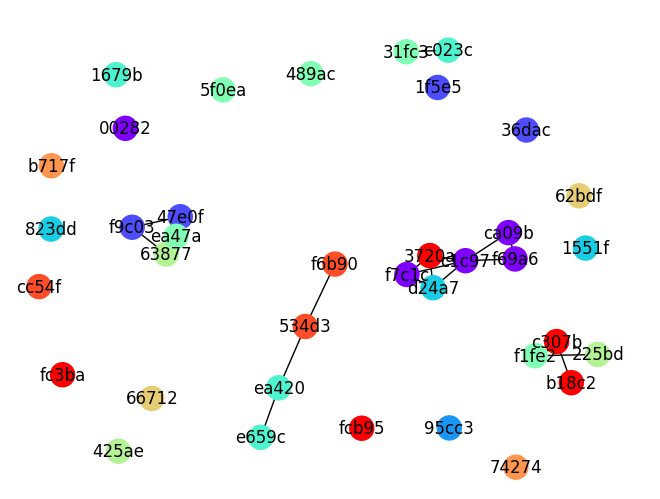 31fc3
c023c
1679b
489ac
5f0ea
1f5e5
00282
36dac
b717f
62bdf
47e0f
f9c03
823dd
ea47a
ca09b
1551f
63877
3720a
c1c97
f69a6
f6b90
f7c1c
d24a7
cc54f
534d3
c307b
f1fe2
225bd
fc3ba
b18c2
ea420
66712
fcb95
95cc3
e659c
425ae
74274